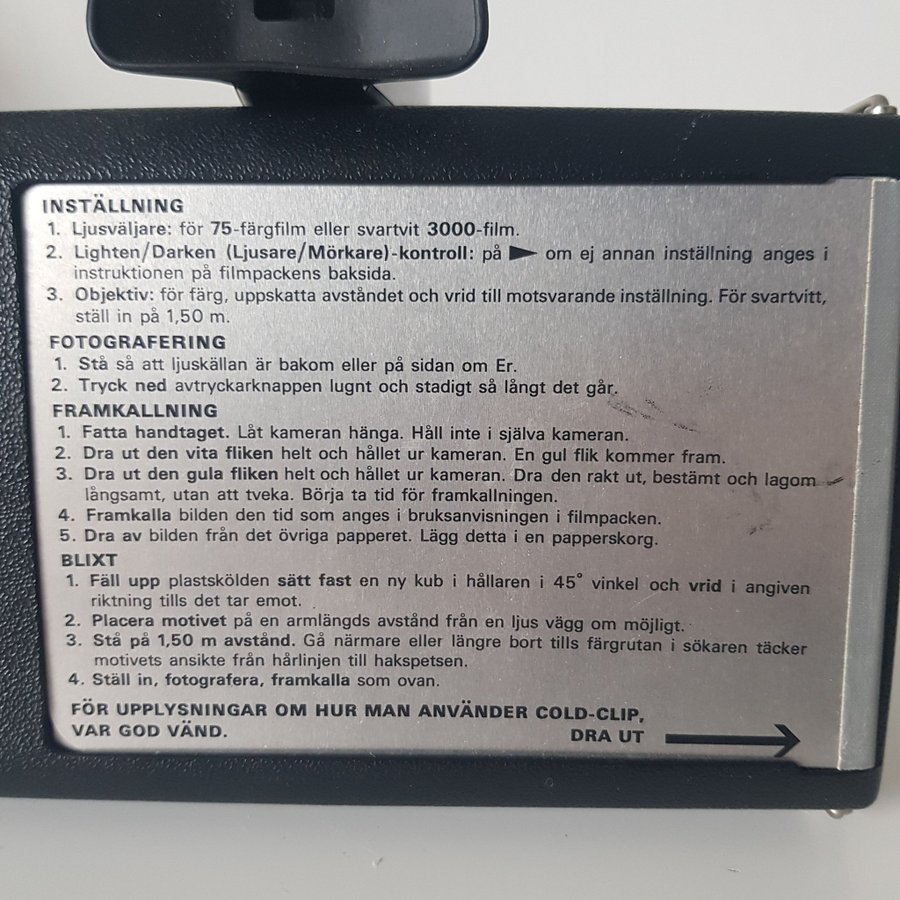 INSTÄLLNING
1. Ljusväljare: för 75-färgfilm eller svartvit 3000-film.
2. Lighten/Darken (Ljusare/Mörkare)-kontroll: på ► om ej annan inställning anges i
instruktionen på filmpackens baksida.
3. Objektiv: för färg, uppskatta avståndet och vrid till motsvarande inställning. För svartvitt,
ställ in på 1,50 m.
FOTOGRAFERING
1. Stå så att ljuskällan är bakom eller på sidan om Er.
2. Tryck ned avtryckarknappen lugnt och stadigt så långt det går.
FRAMKALLNING
1. Fatta handtaget. Låt kameran hänga. Håll inte i själva kameran.
2. Dra ut den vita fliken helt och hållet ur kameran. En gul flik kommer fram.
3. Dra ut den gula fliken helt och hållet ur kameran. Dra den rakt ut, bestämt och lagom
långsamt, utan att tveka. Börja ta tid för framkallningen.
4. Framkalla bilden den tid som anges i bruksanvisningen i filmpacken.
5. Dra av bilden från det övriga papperet. Lägg detta i en papperskorg.
BLIXT
1. Fäll upp plastskölden sätt fast en ny kub i hållaren i 45° vinkel och vrid i angiven
riktning tills det tar emot.
2. Placera motivet på en armlängds avstånd från en ljus vägg om möjligt.
3. Stå på 1,50 m avstånd. Gå närmare eller längre bort tills färgrutan i sökaren täcker
motivets ansikte från hårlinjen till hakspetsen.
4. Ställ in, fotografera, framkalla som ovan.
FÖR UPPLYSNINGAR OM HUR MAN ANVÄNDER COLD-CLIP,
VAR GOD VÄND. DRA UT